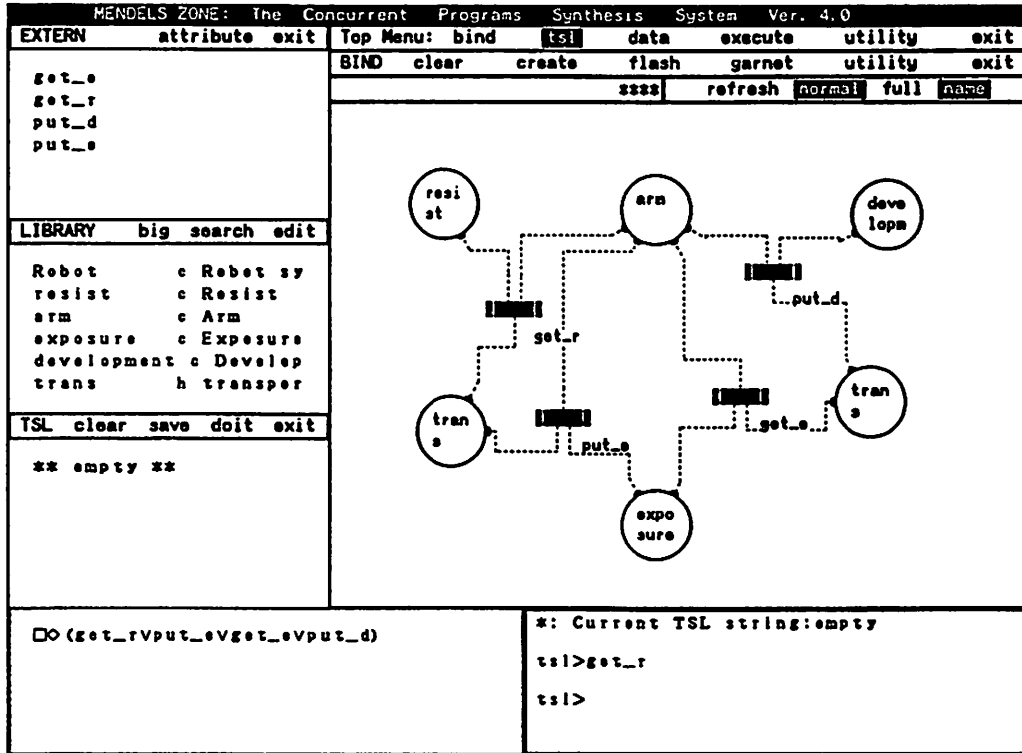 MENDELS ZONE: The Concurrent Programs Synthesis System Ver. 4.0
EXTERN attribute exit
get_e
get_r
put_d
put_e
LIBRARY big search edit
Robot c Robot sy
resist c Resist
arm c Arm
exposure c Exposure
development c Develop
trans h transper
TSL clear save doit exit
** empty **
Top Menu: bind tsl data execute utility exit
BIND clear create flash garnet utility exit
**** refresh normal full name
resi
st
arm
deve
lopm
put_d
get_r
tran
s
put_e
get_e
tran
s
expo
sure
□◇(get_r∨put_e∨get_e∨put_d)
*: Current TSL string:empty
tsl>get_r
tsl>